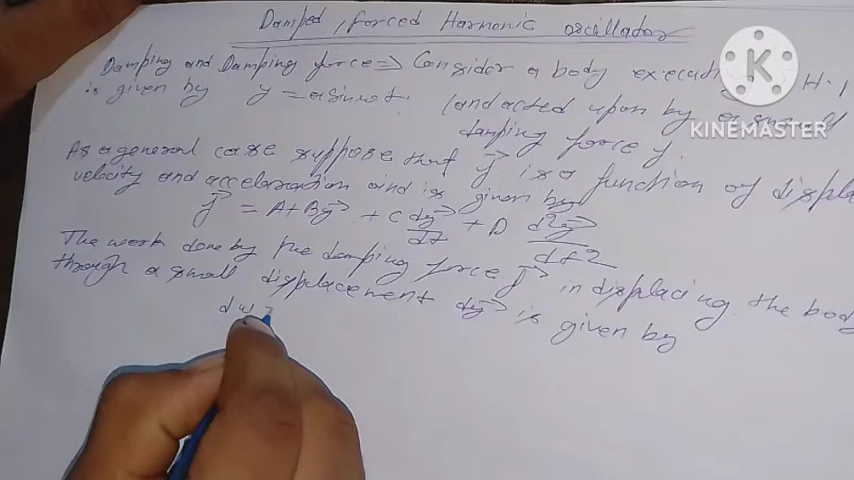 Damped, forced Harmonic oscillator
Damping and Damping force => Consider a body executing S.H.
is given by y = a sin wt. (and acted upon by a small
damping force f.
As a general case suppose that f→ is a function of displa
velocity and accelaration and is given by
f→ = A + By→ + C dy→/dt + D d2y→/dt2
The work done by the damping force f→ in displacing the body
through a small displacement dy→ is given by
dw =
K
KINEMASTER